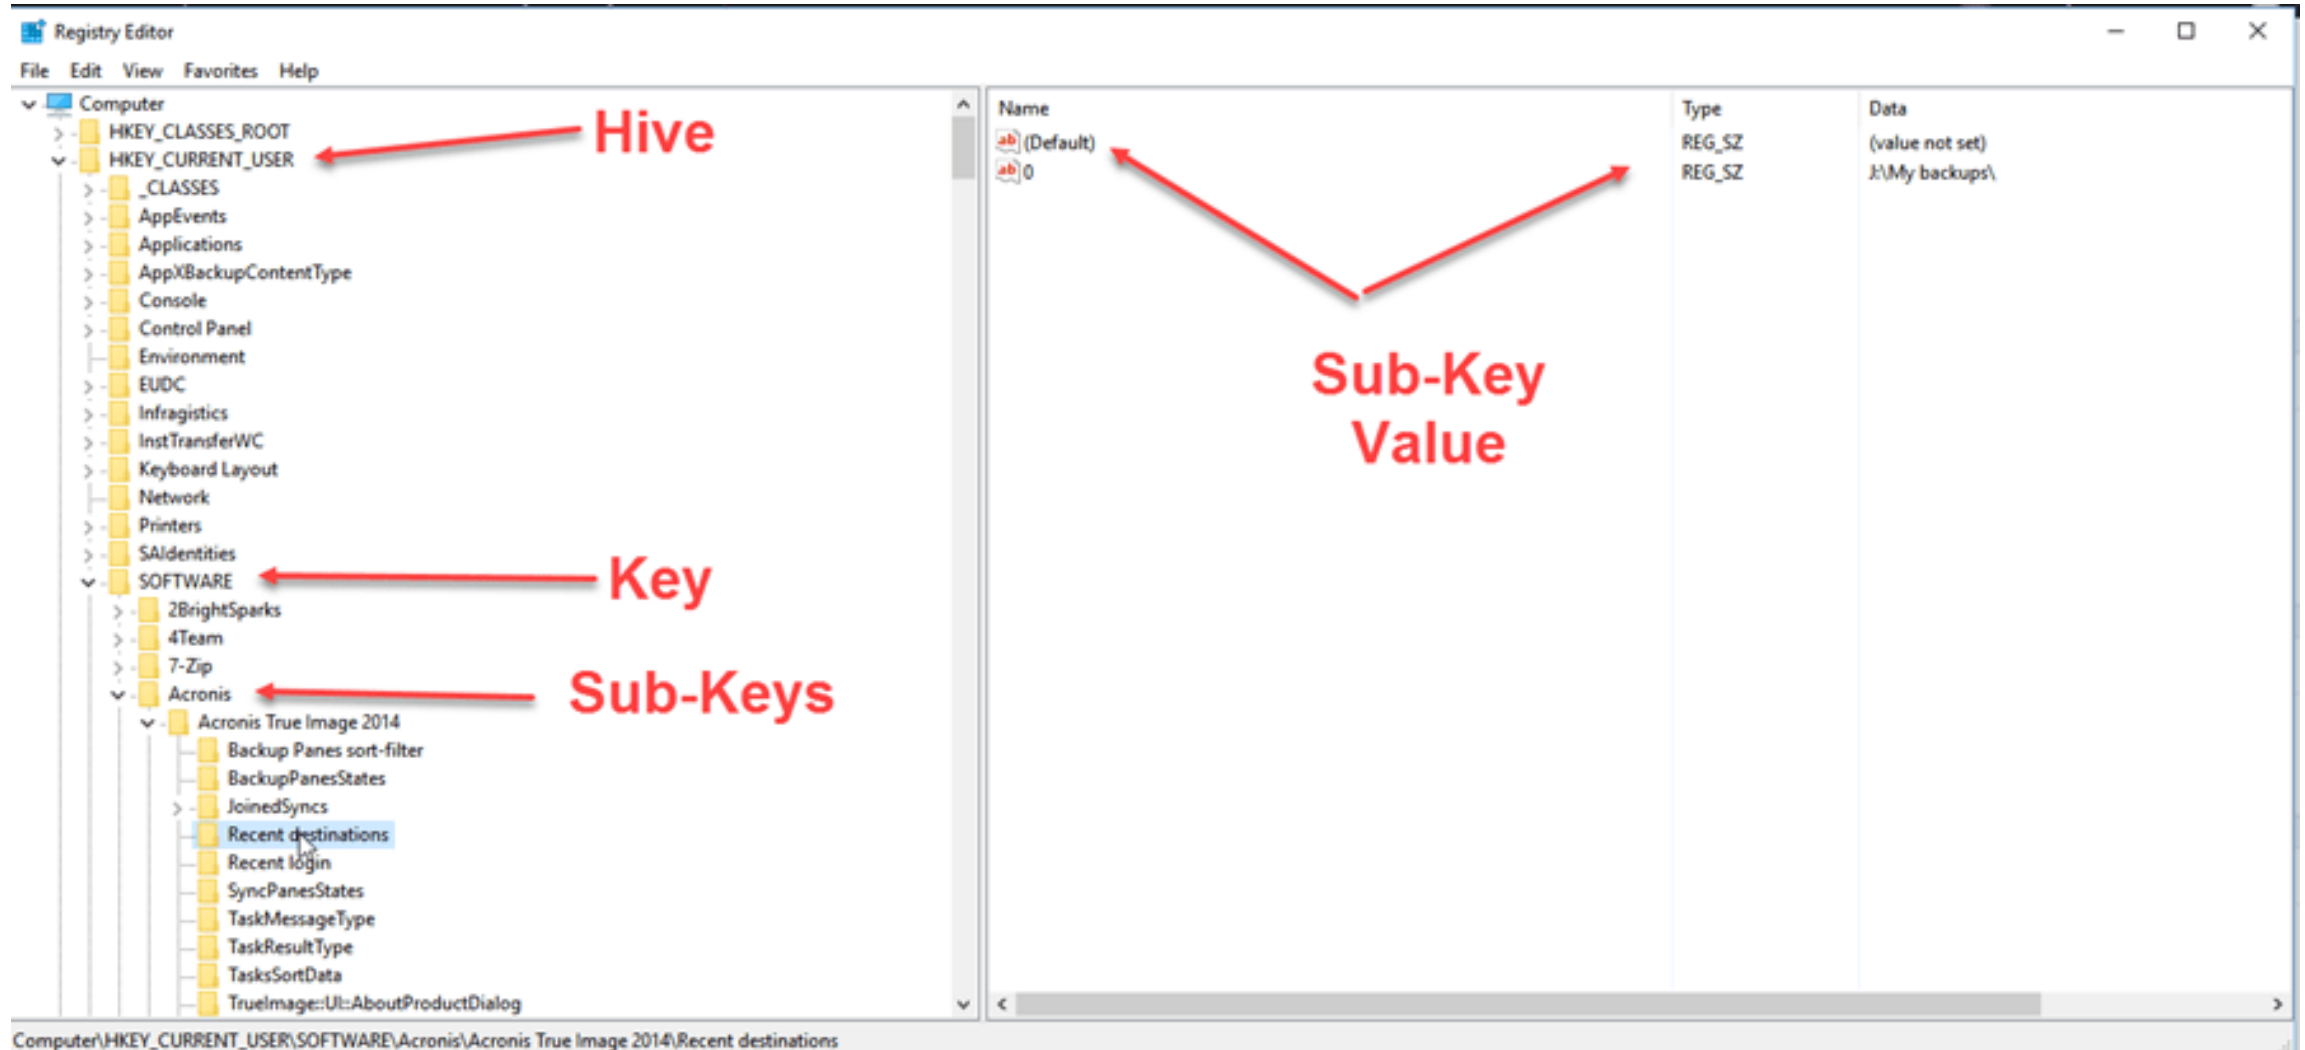 Registry Editor
File Edit View Favorites Help
Computer
HKEY_CLASSES_ROOT
HKEY_CURRENT_USER
_CLASSES
AppEvents
Applications
AppXBackupContentType
Console
Control Panel
Environment
EUDC
Infragistics
InstTransferWC
Keyboard Layout
Network
Printers
SAIdentities
SOFTWARE
2BrightSparks
4Team
7-Zip
Acronis
Acronis True Image 2014
Backup Panes sort-filter
BackupPanesStates
JoinedSyncs
Recent destinations
Recent login
SyncPanesStates
TaskMessageType
TaskResultType
TasksSortData
TrueImage::UI::AboutProductDialog
Hive
Key
Sub-Keys
Name Type Data
ab (Default) REG_SZ (value not set)
ab 0 REG_SZ J:\My backups\
Sub-Key
Value
Computer\HKEY_CURRENT_USER\SOFTWARE\Acronis\Acronis True Image 2014\Recent destinations